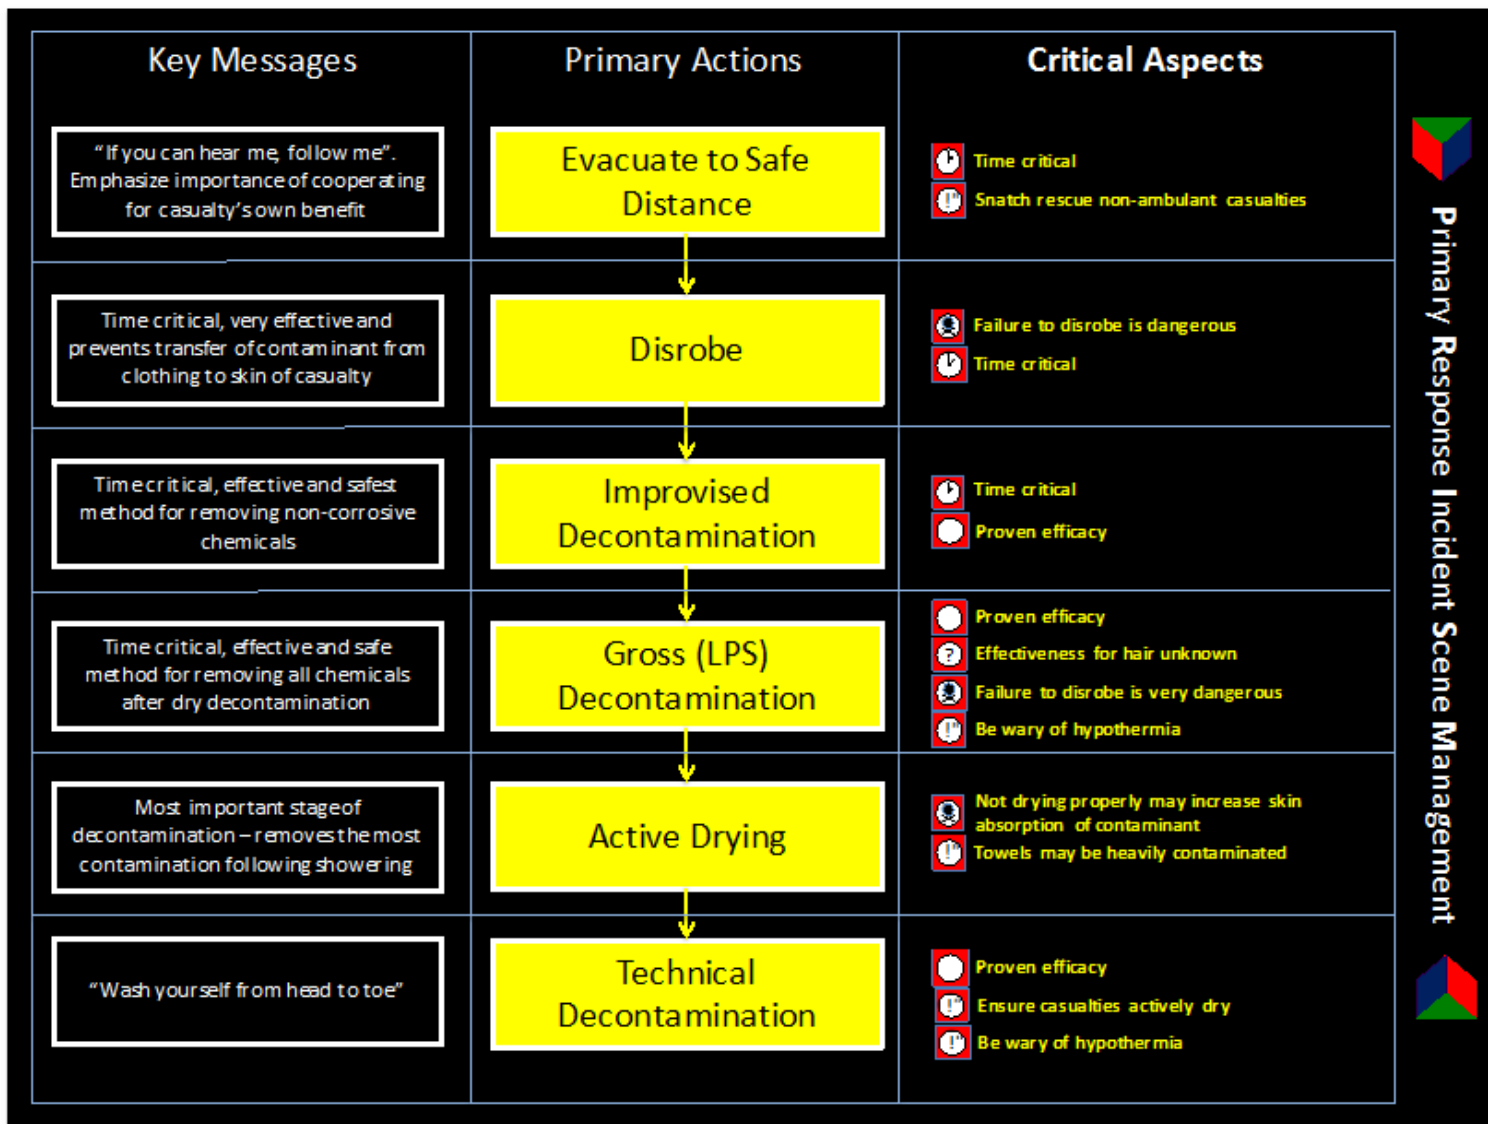 Key Messages
Primary Actions
Critical Aspects
"If you can hear me, follow me".
Emphasize importance of cooperating
for casualty's own benefit
Evacuate to Safe
Distance
Time critical
Snatch rescue non-ambulant casualties
Time critical, very effective and
prevents transfer of contaminant from
clothing to skin of casualty
Disrobe
Failure to disrobe is dangerous
Time critical
Time critical, effective and safest
method for removing non-corrosive
chemicals
Improvised
Decontamination
Time critical
Proven efficacy
Time critical, effective and safe
method for removing all chemicals
after dry decontamination
Gross (LPS)
Decontamination
Proven efficacy
? Effectiveness for hair unknown
Failure to disrobe is very dangerous
! Be wary of hypothermia
Most important stage of
decontamination – removes the most
contamination following showering
Active Drying
Not drying properly may increase skin
absorption of contaminant
! Towels may be heavily contaminated
"Wash yourself from head to toe"
Technical
Decontamination
Proven efficacy
! Ensure casualties actively dry
! Be wary of hypothermia
Primary Response Incident Scene Management